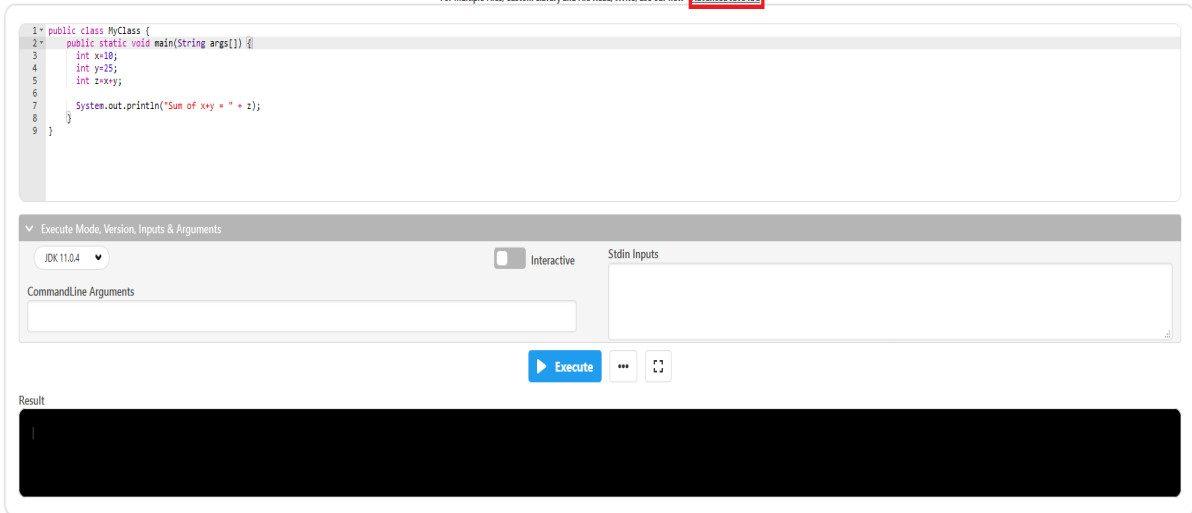 1 public class MyClass {
2 public static void main(String args[]) {
3 int x=10;
4 int y=25;
5 int z=x+y;
6
7 System.out.println("Sum of x+y = " + z);
8 }
9 }
Execute Mode, Version, Inputs & Arguments
JDK 11.0.4
Interactive
Stdin Inputs
CommandLine Arguments
Execute
•••
Result